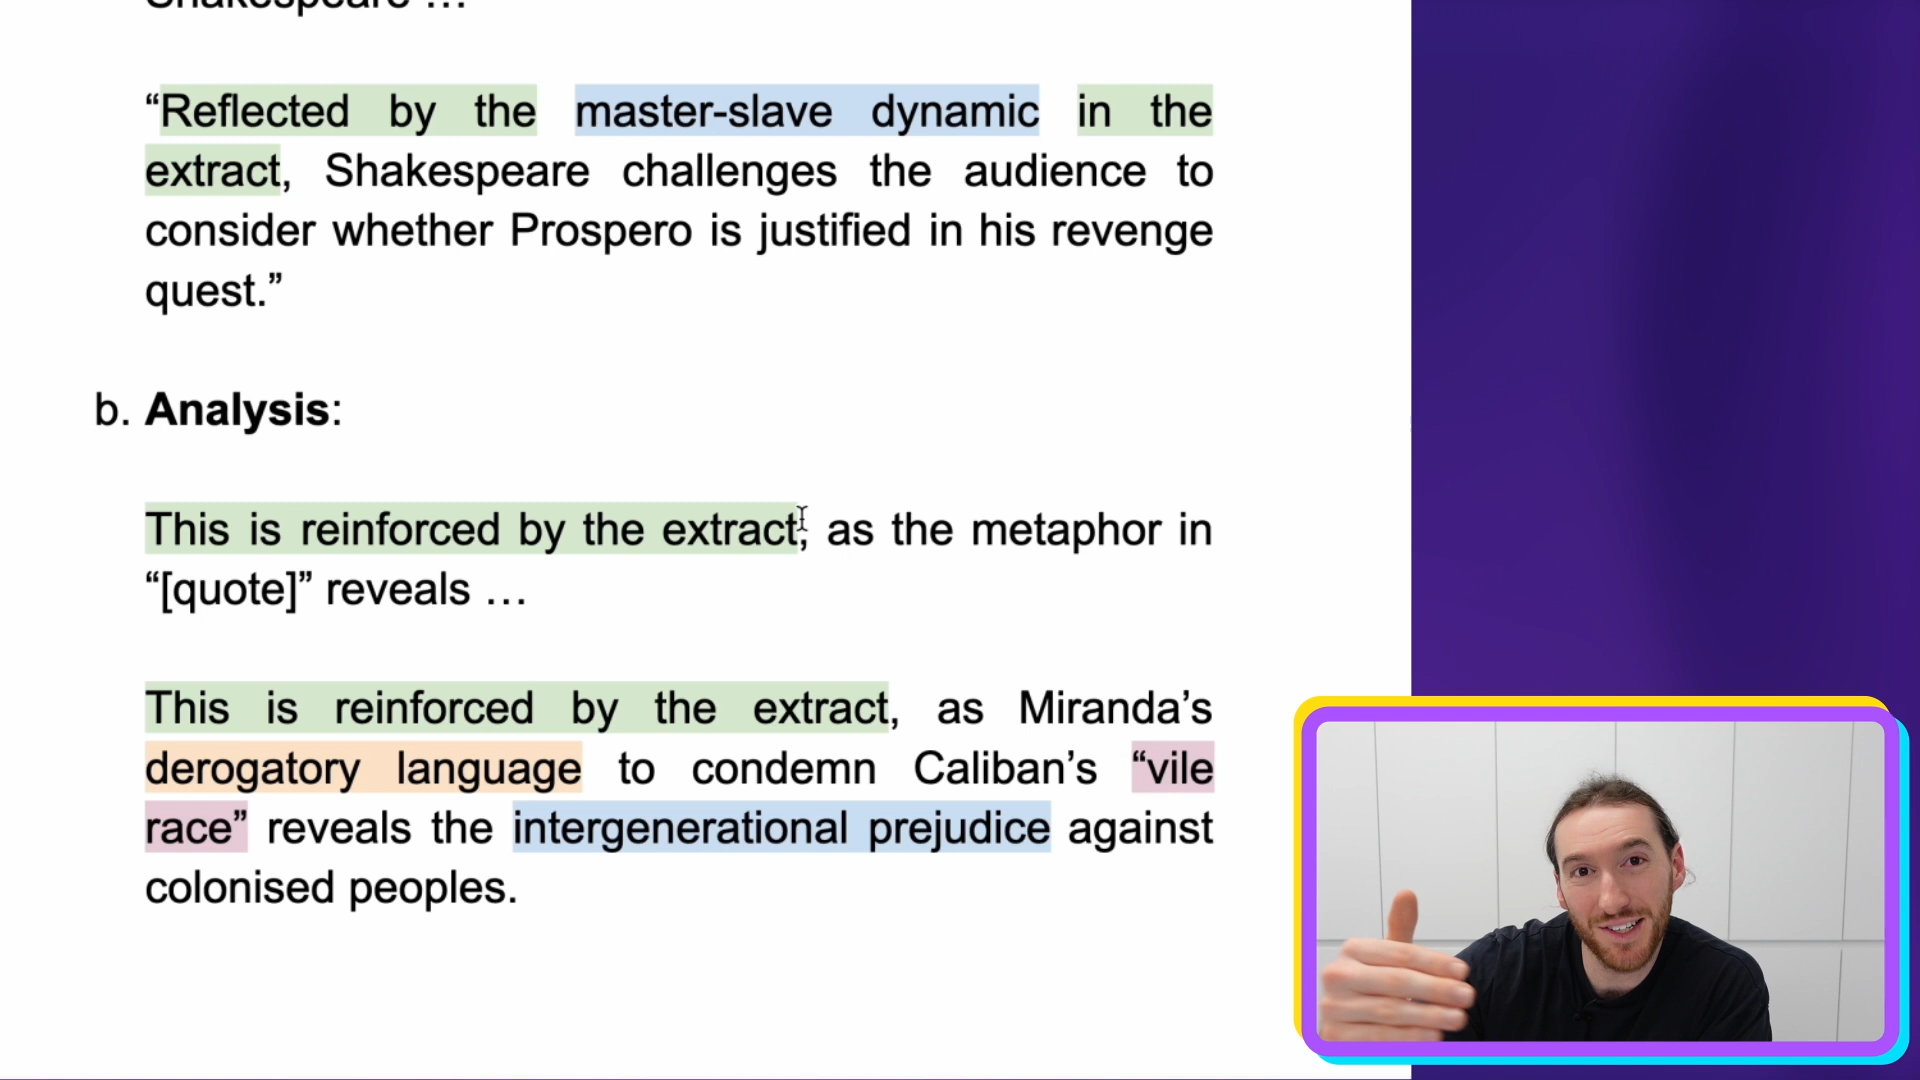 Shakespeare …
“Reflected by the master-slave dynamic in the
extract, Shakespeare challenges the audience to
consider whether Prospero is justified in his revenge
quest.”
b. Analysis:
This is reinforced by the extract, as the metaphor in
“[quote]” reveals …
This is reinforced by the extract, as Miranda’s
derogatory language to condemn Caliban’s “vile
race” reveals the intergenerational prejudice against
colonised peoples.